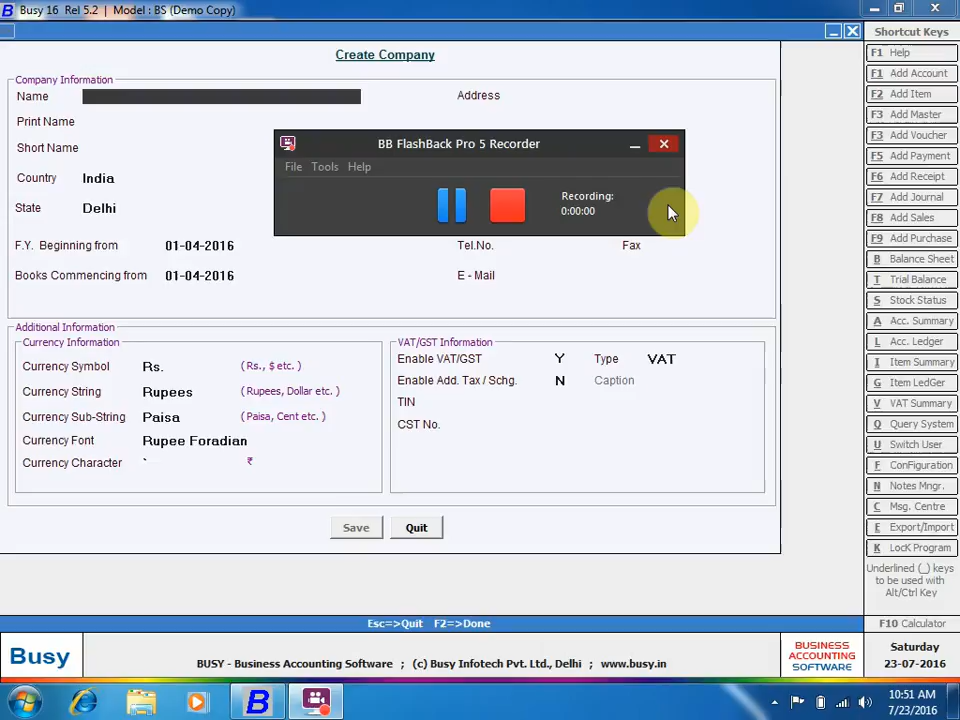 Busy 16 Rel 5.2 | Model : BS (Demo Copy)
Create Company
Company Information
Name
Address
Print Name
Short Name
Country India
State Delhi
F.Y. Beginning from 01-04-2016
Tel.No. Fax
Books Commencing from 01-04-2016
E - Mail
BB FlashBack Pro 5 Recorder
File Tools Help
Recording:
0:00:00
Additional Information
Currency Information
Currency Symbol Rs. (Rs., $ etc.)
Currency String Rupees (Rupees, Dollar etc.)
Currency Sub-String Paisa (Paisa, Cent etc.)
Currency Font Rupee Foradian
Currency Character ` ₹
VAT/GST Information
Enable VAT/GST Y Type VAT
Enable Add. Tax / Schg. N Caption
TIN
CST No.
Save Quit
Shortcut Keys
F1 Help
F1 Add Account
F2 Add Item
F3 Add Master
F3 Add Voucher
F5 Add Payment
F6 Add Receipt
F7 Add Journal
F8 Add Sales
F9 Add Purchase
B Balance Sheet
T Trial Balance
S Stock Status
A Acc. Summary
L Acc. Ledger
I Item Summary
G Item LedGer
V VAT Summary
Q Query System
U Switch User
F ConFiguration
N Notes Mngr.
C Msg. Centre
E Export/Import
K LocK Program
Underlined (_) keys
to be used with
Alt/Ctrl Key
F10 Calculator
Esc=>Quit F2=>Done
Busy
BUSY - Business Accounting Software ; (c) Busy Infotech Pvt. Ltd., Delhi ; www.busy.in
BUSINESS
ACCOUNTING
SOFTWARE
Saturday
23-07-2016
10:51 AM
7/23/2016